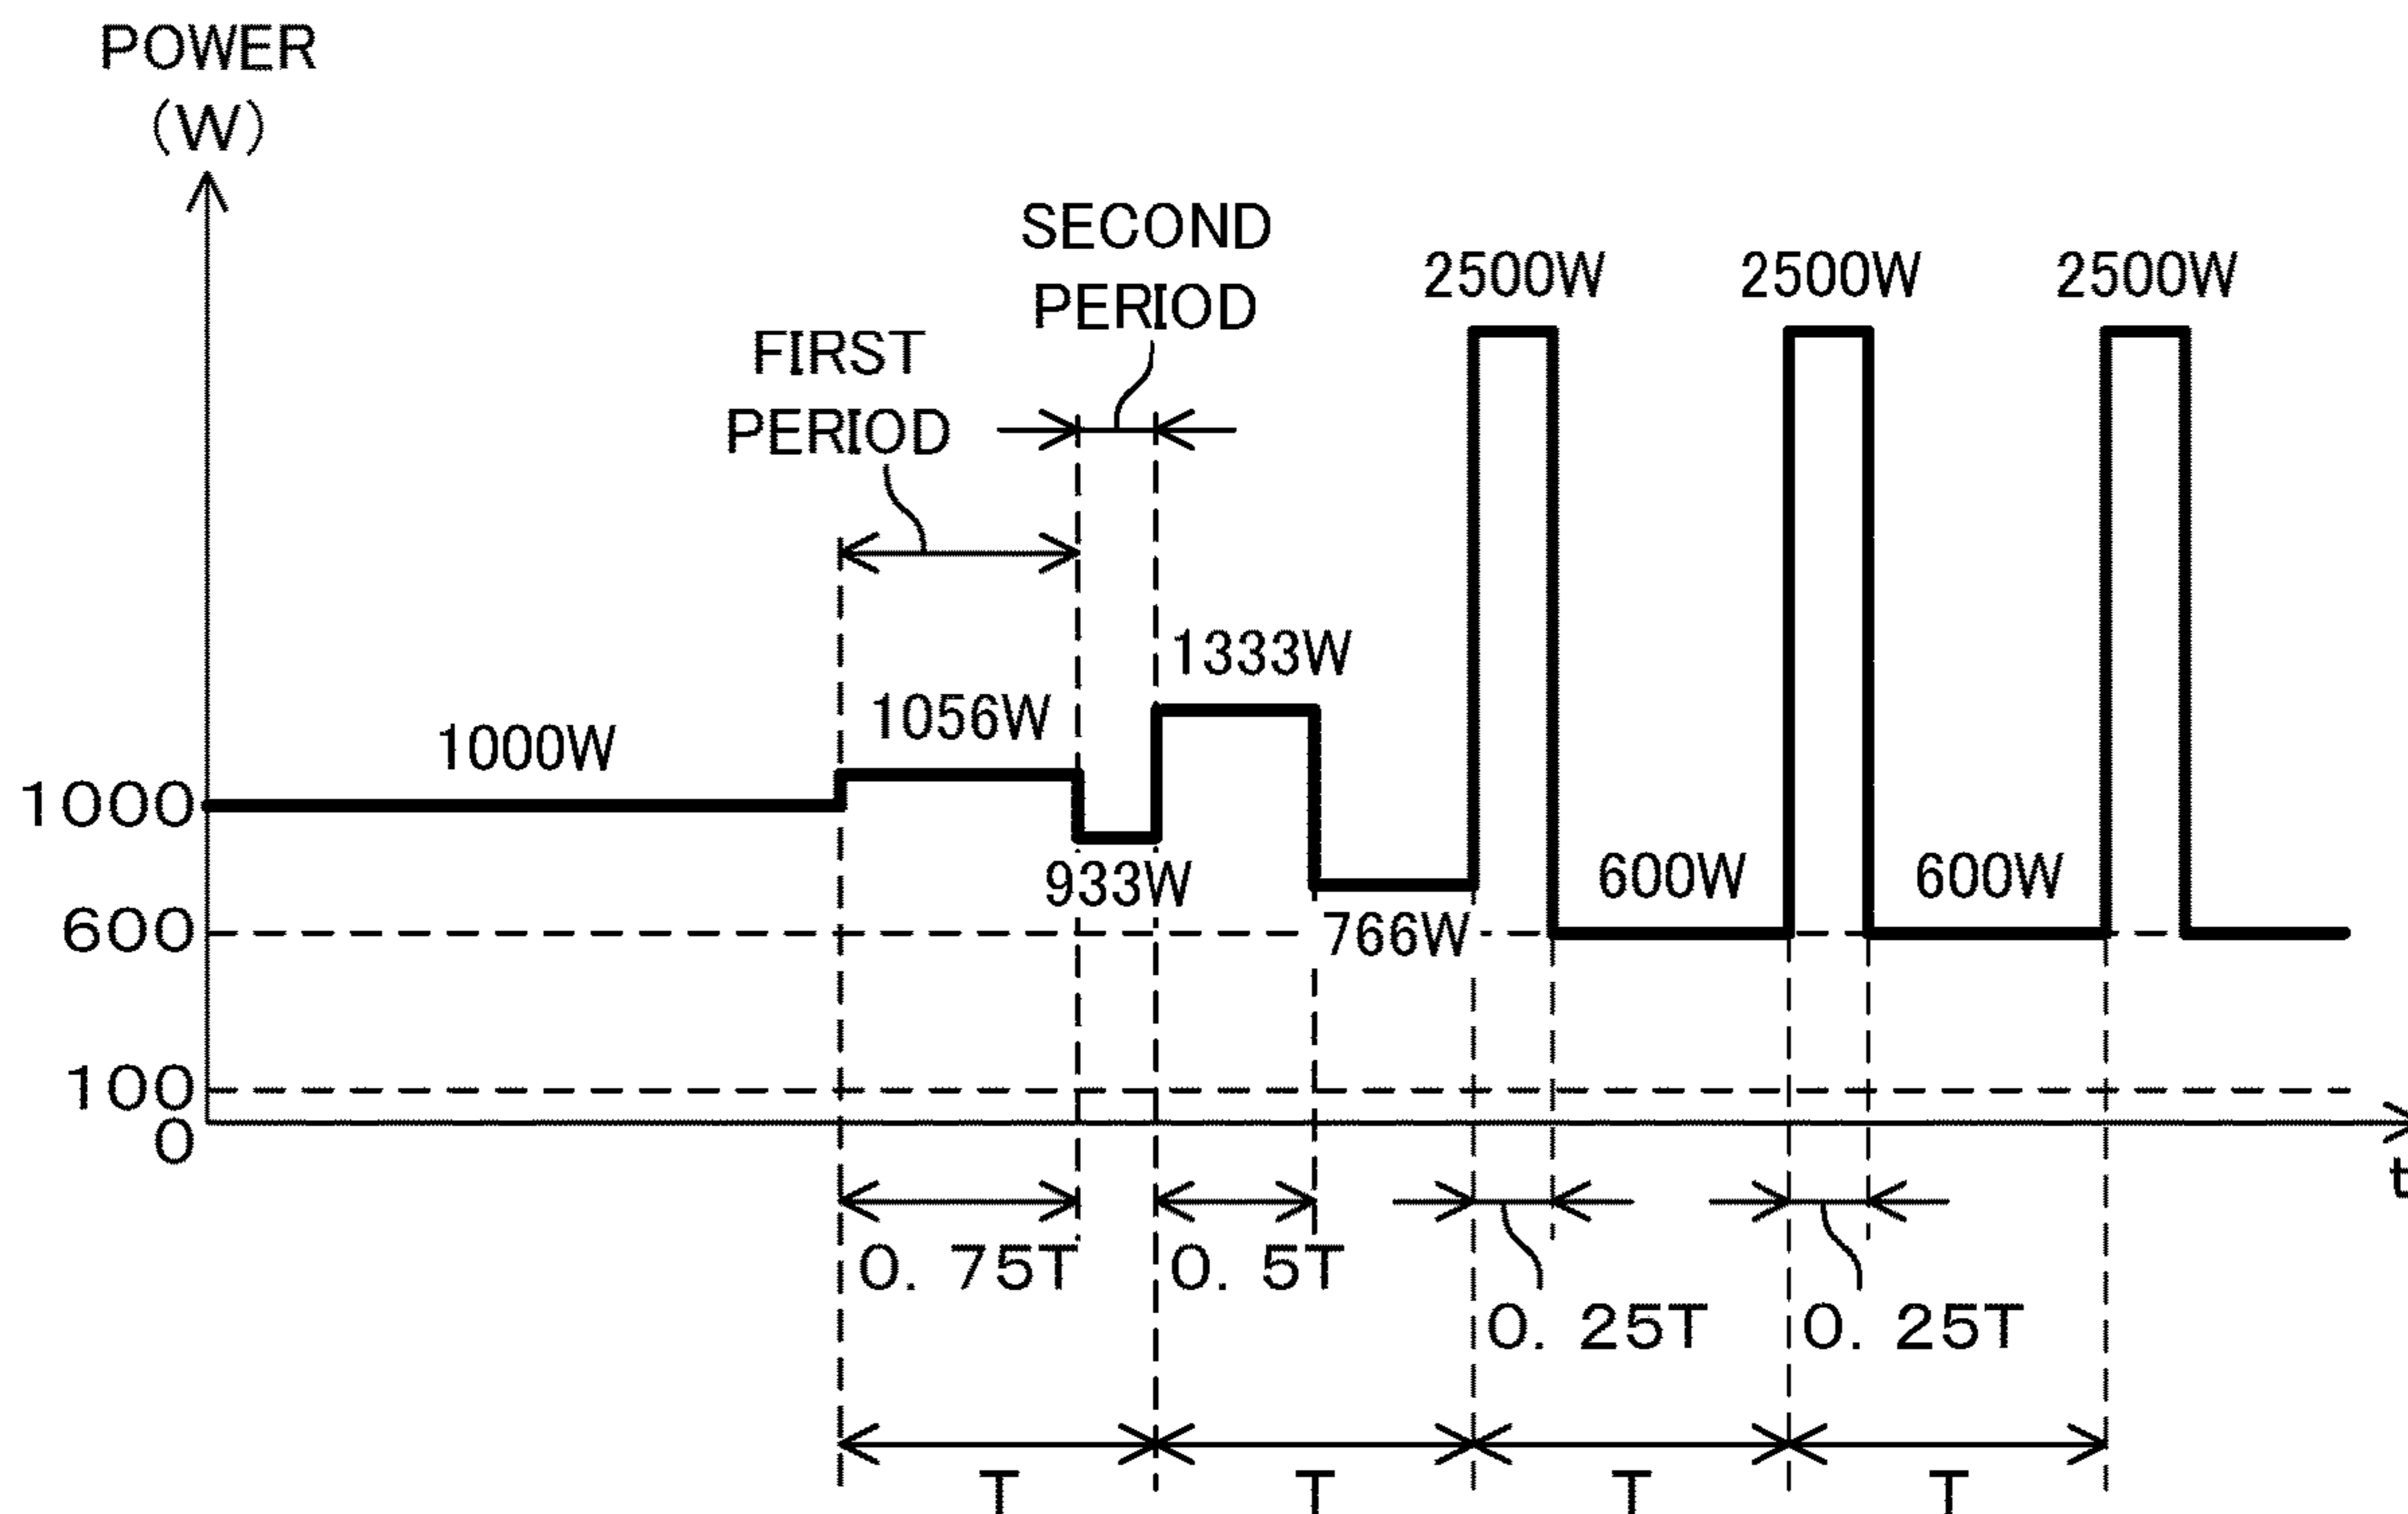 POWER
(W)
SECOND
PERIOD
2500W
2500W
2500W
FIRST
PERIOD
1333W
1056W
1000W
1000
933W
600W
600W
600
766W
100
0
t
0. 75T
0. 5T
0. 25T
0. 25T
T
T
T
T